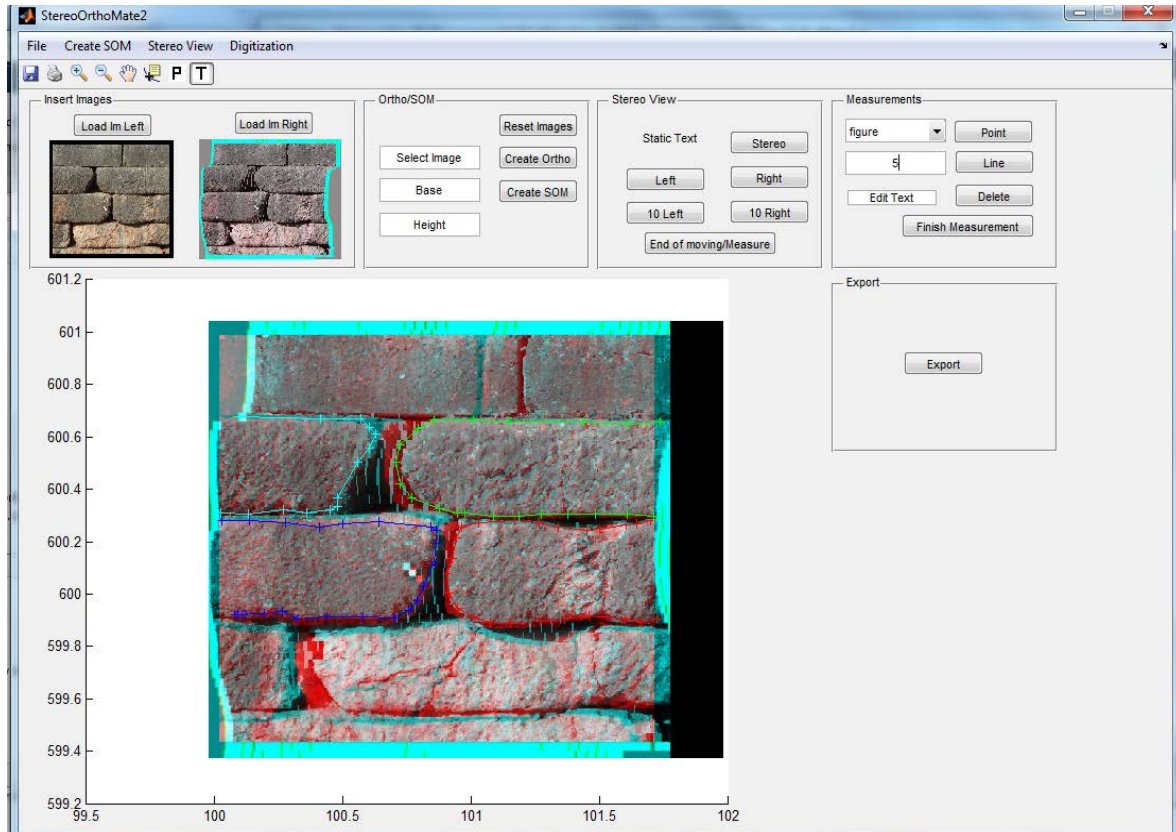 StereoOrthoMate2
File Create SOM Stereo View Digitization
P T
Insert Images
Load Im Left
Load Im Right
Ortho/SOM
Reset Images
Select Image
Create Ortho
Base
Create SOM
Height
Stereo View
Static Text
Stereo
Left
Right
10 Left
10 Right
End of moving/Measure
Measurements
figure
Point
5
Line
Edit Text
Delete
Finish Measurement
Export
Export
601.2
601
600.8
600.6
600.4
600.2
600
599.8
599.6
599.4
599.2
99.5 100 100.5 101 101.5 102